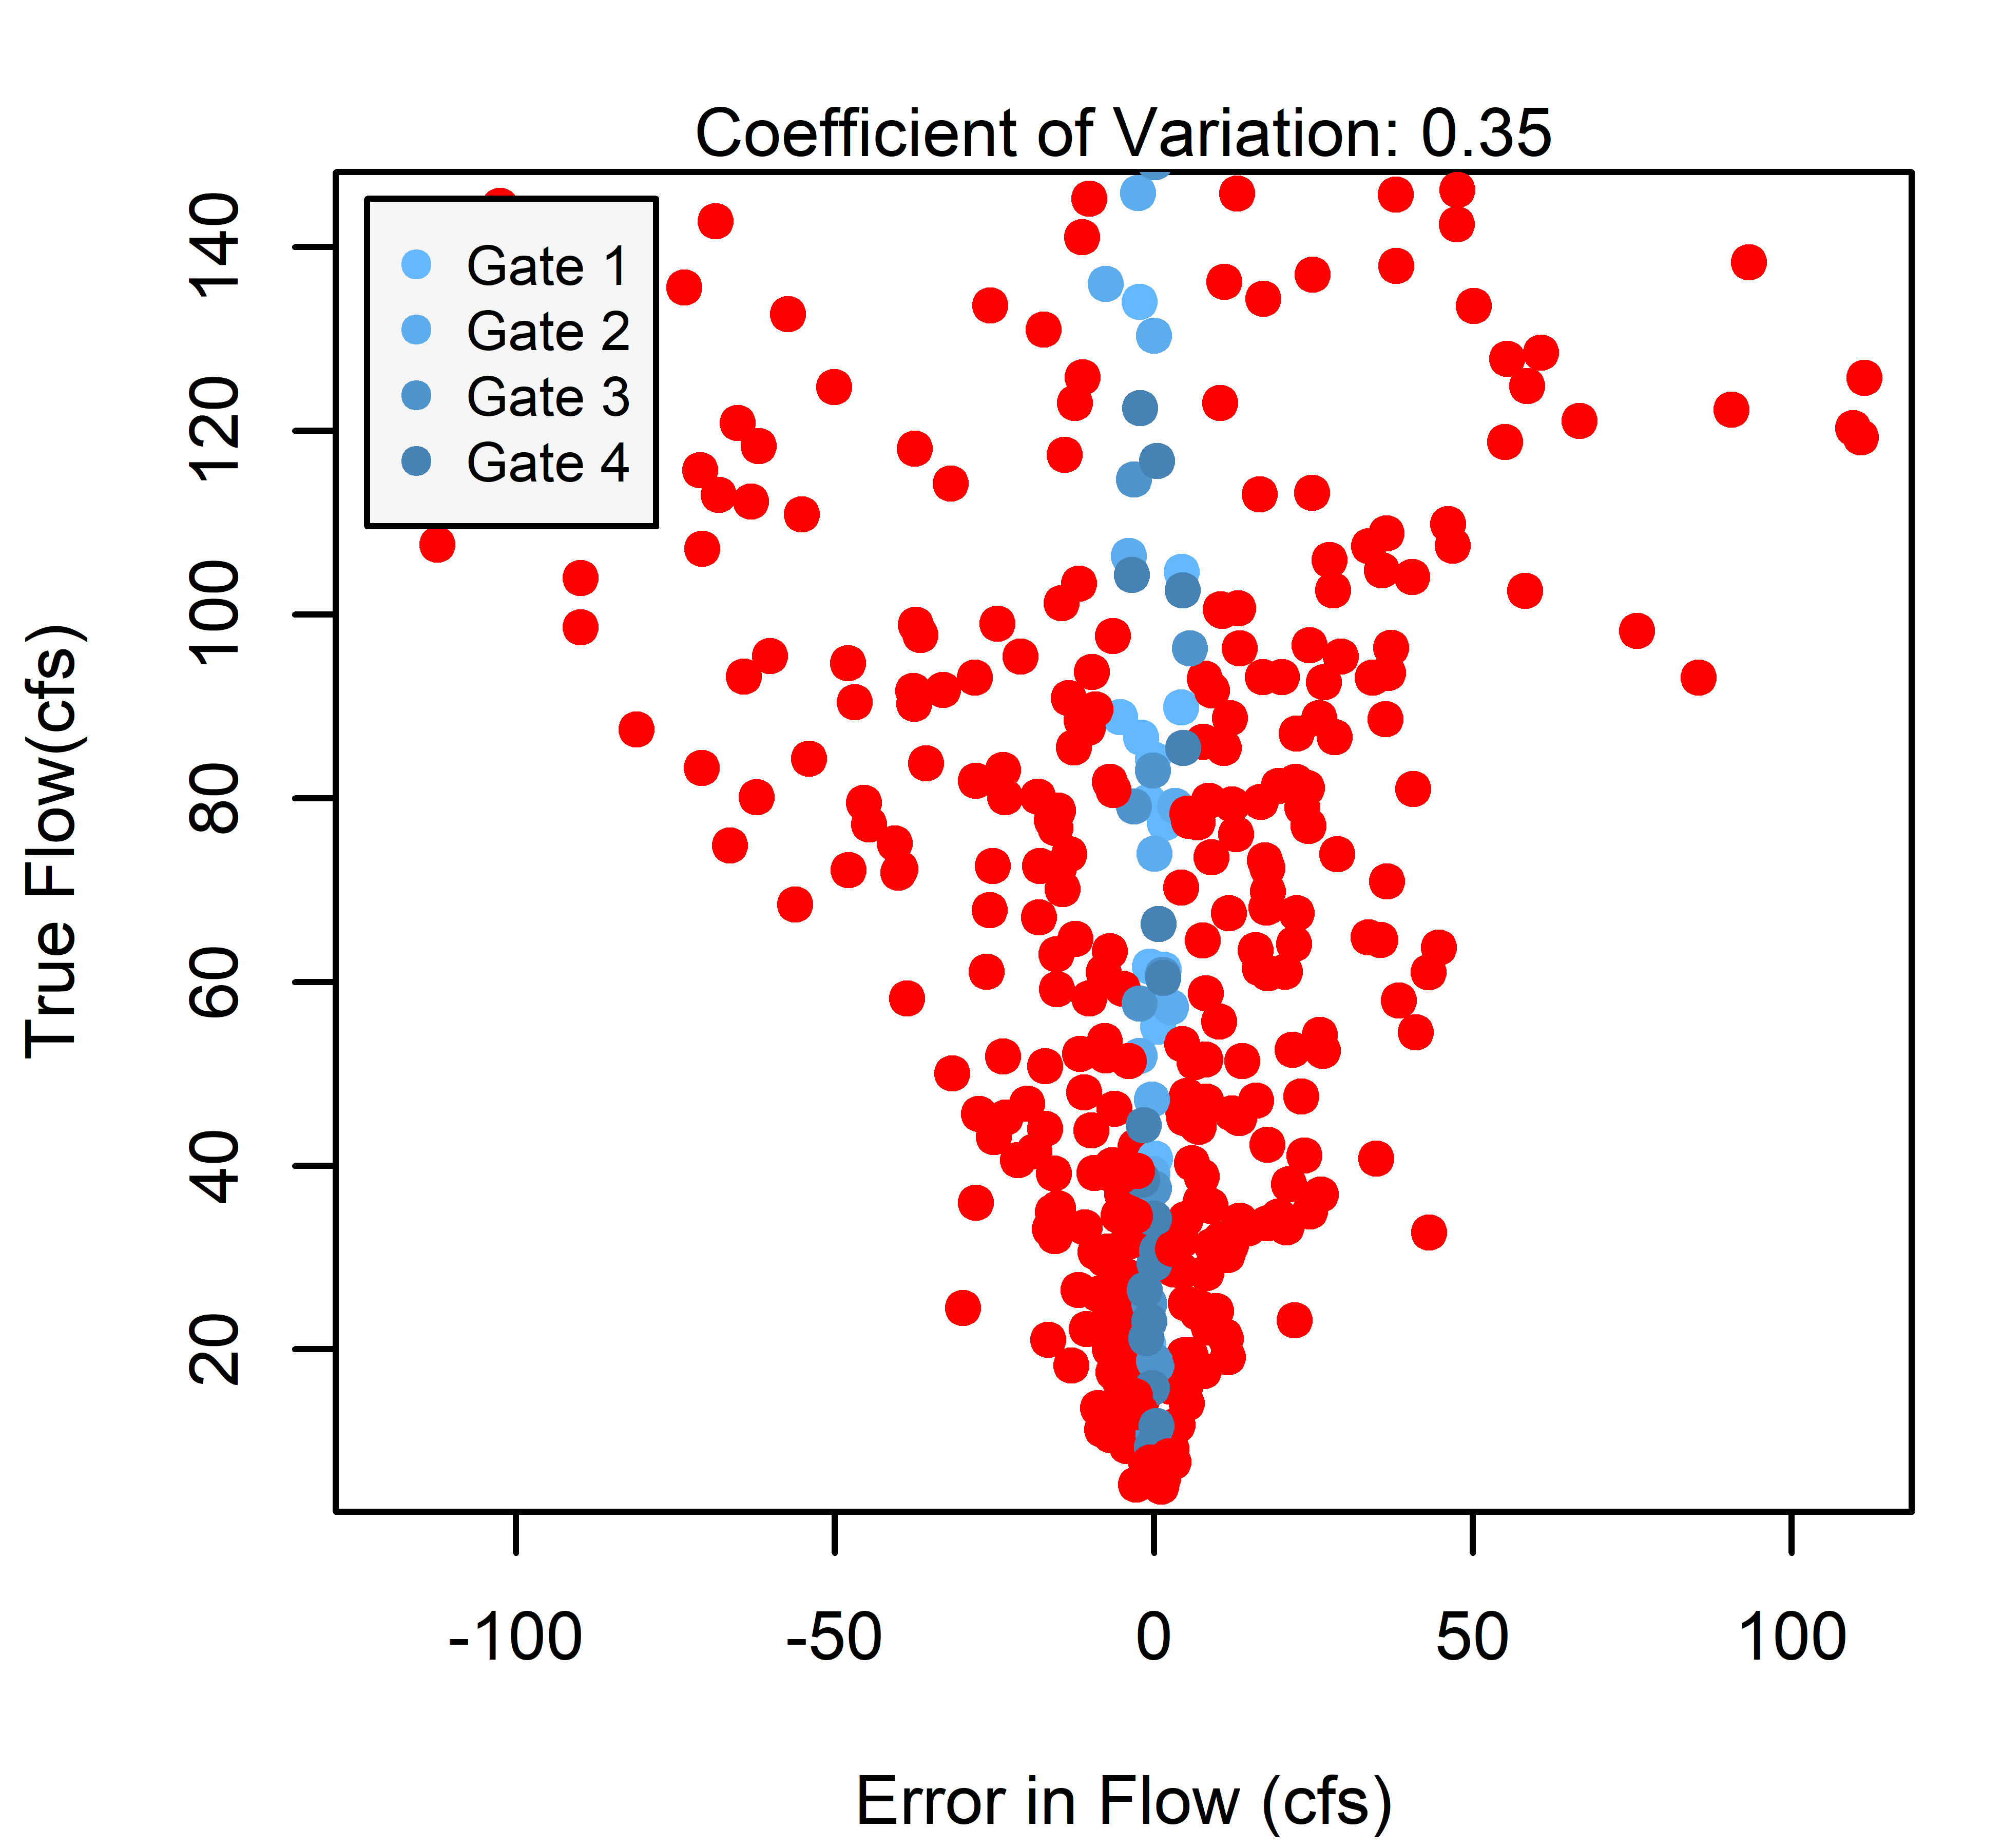 Coefficient of Variation: 0.35
Gate 1
Gate 2
Gate 3
Gate 4
True Flow(cfs)
140
120
100
80
60
40
20
-100 -50 0 50 100
Error in Flow (cfs)